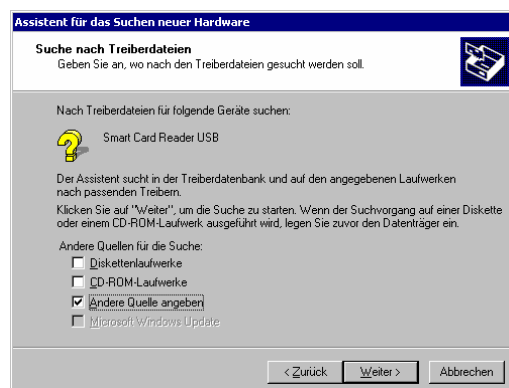 Assistent für das Suchen neuer Hardware
Suche nach Treiberdateien
Geben Sie an, wo nach den Treiberdateien gesucht werden soll.
Nach Treiberdateien für folgende Geräte suchen:
Smart Card Reader USB
Der Assistent sucht in der Treiberdatenbank und auf den angegebenen Laufwerken
nach passenden Treibern.
Klicken Sie auf "Weiter", um die Suche zu starten. Wenn der Suchvorgang auf einer Diskette
oder einem CD-ROM-Laufwerk ausgeführt wird, legen Sie zuvor den Datenträger ein.
Andere Quellen für die Suche:
Diskettenlaufwerke
CD-ROM-Laufwerke
Andere Quelle angeben
Microsoft Windows Update
< Zurück Weiter > Abbrechen